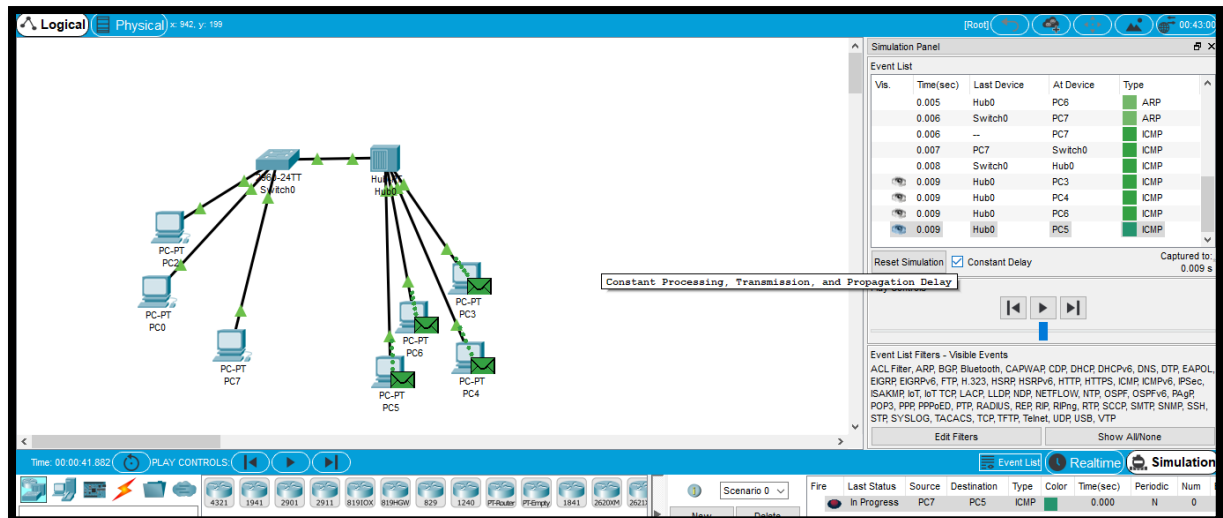 Logical Physical x: 942, y: 199 [Root] 00:43:00
Simulation Panel
Event List
Vis. Time(sec) Last Device At Device Type
0.005 Hub0 PC6 ARP
0.006 Switch0 PC7 ARP
0.006 -- PC7 ICMP
0.007 PC7 Switch0 ICMP
0.008 Switch0 Hub0 ICMP
0.009 Hub0 PC3 ICMP
0.009 Hub0 PC4 ICMP
0.009 Hub0 PC6 ICMP
0.009 Hub0 PC5 ICMP
Reset Simulation Constant Delay Captured to:
0.009 s
Constant Processing, Transmission, and Propagation Delay
-24TT
Switch0
Hub0
PC-PT
PC2
PC-PT
PC0
PC-PT
PC7
PC-PT
PC3
PC-PT
PC6
PC-PT
PC5
PC-PT
PC4
Event List Filters - Visible Events
ACL Filter, ARP, BGP, Bluetooth, CAPWAP, CDP, DHCP, DHCPv6, DNS, DTP, EAPOL,
EIGRP, EIGRPv6, FTP, H.323, HSRP, HSRPv6, HTTP, HTTPS, ICMP, ICMPv6, IPSec,
ISAKMP, IoT, IoT TCP, LACP, LLDP, NDP, NETFLOW, NTP, OSPF, OSPFv6, PAgP,
POP3, PPP, PPPoED, PTP, RADIUS, REP, RIP, RIPng, RTP, SCCP, SMTP, SNMP, SSH,
STP, SYSLOG, TACACS, TCP, TFTP, Telnet, UDP, USB, VTP
Edit Filters Show All/None
Time: 00:00:41.882 PLAY CONTROLS: Event List Realtime Simulation
4321 1941 2901 2911 819IOX 819HGW 829 1240 PT-Router PT-Empty 1841 2620XM
Scenario 0
New Delete
Fire Last Status Source Destination Type Color Time(sec) Periodic Num
In Progress PC7 PC5 ICMP 0.000 N 0